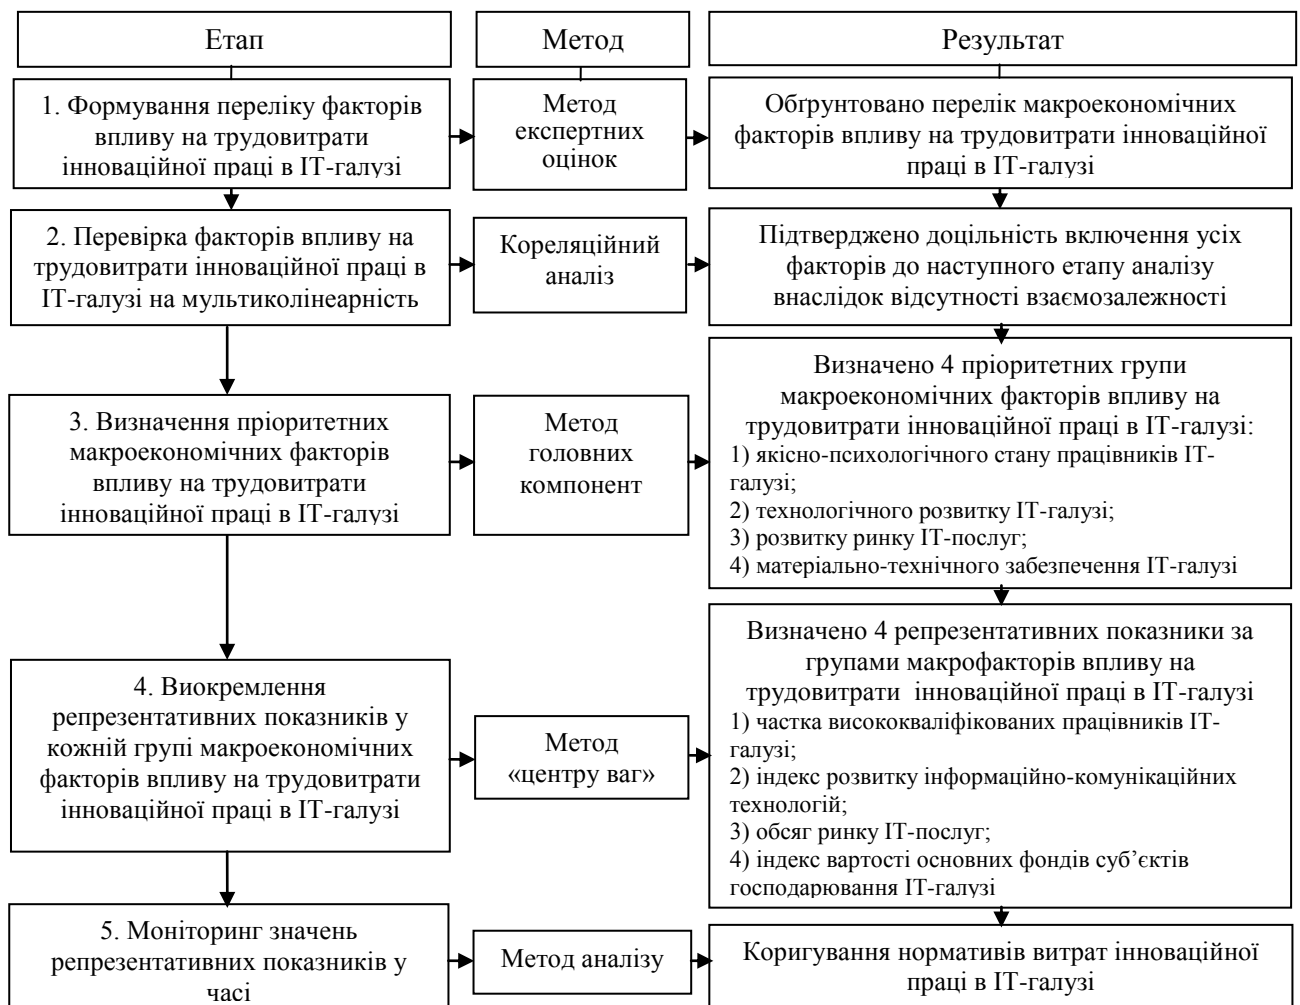 Етап
Метод
Результат
1. Формування переліку факторів
впливу на трудовитрати
інноваційної праці в ІТ-галузі
Метод
експертних
оцінок
Обґрунтовано перелік макроекономічних
факторів впливу на трудовитрати інноваційної
праці в ІТ-галузі
2. Перевірка факторів впливу на
трудовитрати інноваційної праці в
ІТ-галузі на мультиколінеарність
Кореляційний
аналіз
Підтверджено доцільність включення усіх
факторів до наступного етапу аналізу
внаслідок відсутності взаємозалежності
3. Визначення пріоритетних
макроекономічних факторів
впливу на трудовитрати
інноваційної праці в ІТ-галузі
Метод
головних
компонент
Визначено 4 пріоритетних групи
макроекономічних факторів впливу на
трудовитрати інноваційної праці в ІТ-галузі:
1) якісно-психологічного стану працівників ІТ-
галузі;
2) технологічного розвитку ІТ-галузі;
3) розвитку ринку ІТ-послуг;
4) матеріально-технічного забезпечення ІТ-галузі
4. Виокремлення
репрезентативних показників у
кожній групі макроекономічних
факторів впливу на трудовитрати
інноваційної праці в ІТ-галузі
Метод
«центру ваг»
Визначено 4 репрезентативних показники за
групами макрофакторів впливу на
трудовитрати інноваційної праці в ІТ-галузі
1) частка висококваліфікованих працівників ІТ-
галузі;
2) індекс розвитку інформаційно-комунікаційних
технологій;
3) обсяг ринку ІТ-послуг;
4) індекс вартості основних фондів суб’єктів
господарювання ІТ-галузі
5. Моніторинг значень
репрезентативних показників у
часі
Метод аналізу
Коригування нормативів витрат інноваційної
праці в ІТ-галузі